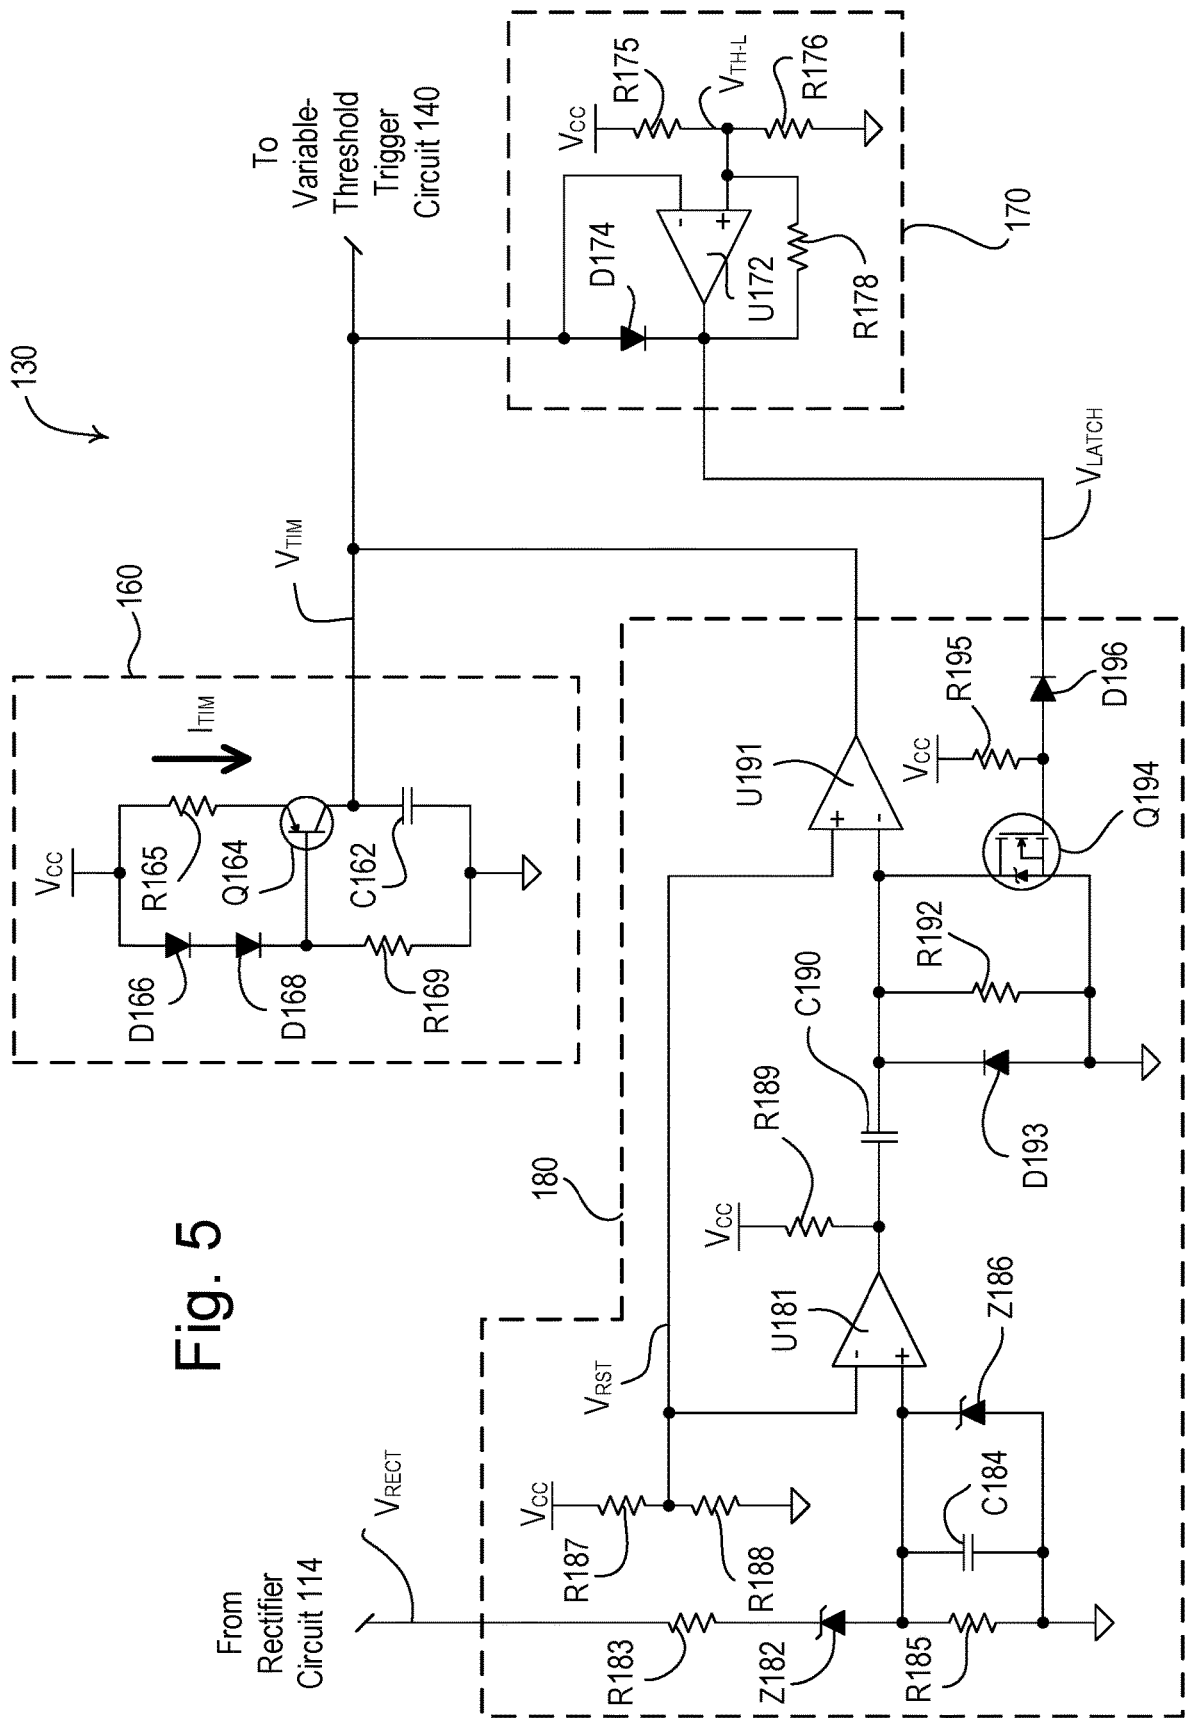 Fig. 5
130
From
Rectifier
Circuit 114
VRECT
To
Variable-
Threshold
Trigger
Circuit 140
160
VCC
ITIM
R165
Q164
C162
D166
D168
R169
VTIM
170
VCC
R175
VTH-L
R176
D174
-
+
U172
R178
VLATCH
180
VRST
VCC
R187
R188
R183
Z182
R185
C184
Z186
U181
-
+
VCC
R189
C190
D193
R192
U191
+
-
VCC
R195
Q194
D196